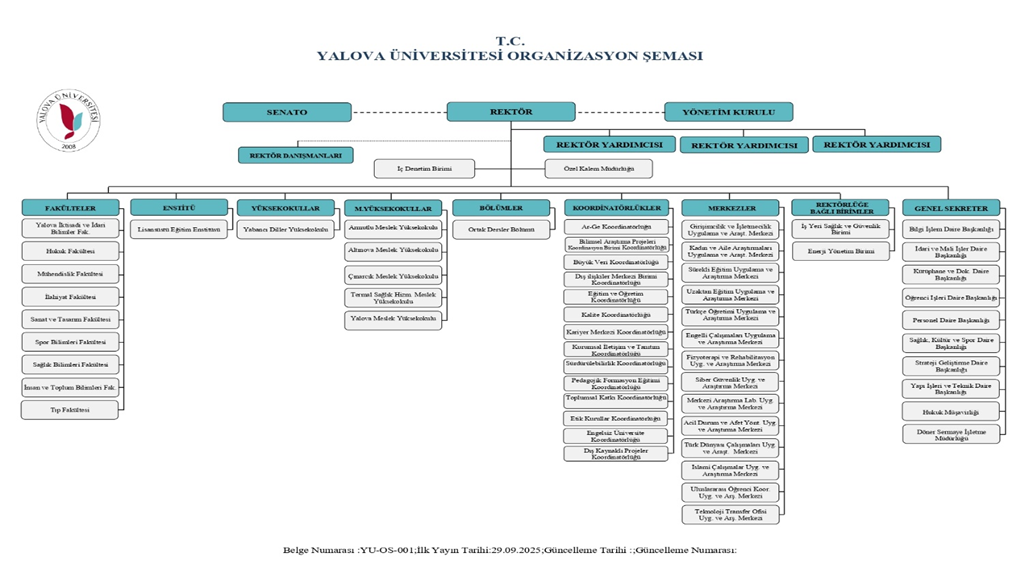 T.C.
YALOVA ÜNİVERSİTESİ ORGANİZASYON ŞEMASI
YALOVA ÜNİVERSİTESİ
2008
SENATO
REKTÖR
YÖNETİM KURULU
REKTÖR YARDIMCISI
REKTÖR YARDIMCISI
REKTÖR YARDIMCISI
REKTÖR DANIŞMANLARI
İç Denetim Birimi
Özel Kalem Müdürlüğü
FAKÜLTELER
Yalova İktisadi ve İdari
Bilimler Fak.
Hukuk Fakültesi
Mühendislik Fakültesi
İlahiyat Fakültesi
Sanat ve Tasarım Fakültesi
Spor Bilimleri Fakültesi
Sağlık Bilimleri Fakültesi
İnsan ve Toplum Bilimleri Fak.
Tıp Fakültesi
ENSTİTÜ
Lisansüstü Eğitim Enstitüsü
YÜKSEKOKULLAR
Yabancı Diller Yüksekokulu
M.YÜKSEKOKULLAR
Armutlu Meslek Yüksekokulu
Altınova Meslek Yüksekokulu
Çınarcık Meslek Yüksekokulu
Termal Sağlık Hizm. Meslek
Yüksekokulu
Yalova Meslek Yüksekokulu
BÖLÜMLER
Ortak Dersler Bölümü
KOORDİNATÖRLÜKLER
Ar-Ge Koordinatörlüğü
Bilimsel Araştırma Projeleri
Koordinasyon Birimi Koordinatörlüğü
Büyük Veri Koordinatörlüğü
Dış ilişkiler Merkezi Birimi
Koordinatörlüğü
Eğitim ve Öğretim
Koordinatörlüğü
Kalite Koordinatörlüğü
Kariyer Merkezi Koordinatörlüğü
Kurumsal İletişim ve Tanıtım
Koordinatörlüğü
Sürdürülebilirlik Koordinatörlüğü
Pedagojik Formasyon Eğitimi
Koordinatörlüğü
Toplumsal Katkı Koordinatörlüğü
Etik Kurullar Koordinatörlüğü
Engelsiz Üniversite
Koordinatörlüğü
Dış Kaynaklı Projeler
Koordinatörlüğü
MERKEZLER
Girişimcilik ve İşletmecilik
Uygulama ve Araşt. Merkezi
Kadın ve Aile Araştırmaları
Uygulama ve Araşt. Merkezi
Sürekli Eğitim Uygulama ve
Araştırma Merkezi
Uzaktan Eğitim Uygulama ve
Araştırma Merkezi
Türkçe Öğretimi Uygulama ve
Araştırma Merkezi
Engelli Çalışmaları Uygulama
ve Araştırma Merkezi
Fizyoterapi ve Rehabilitasyon
Uyg. ve Araştırma Merkezi
Siber Güvenlik Uyg. ve
Araştırma Merkezi
Merkezi Araştırma Lab. Uyg.
ve Araştırma Merkezi
Acil Durum ve Afet Yönt. Uyg.
ve Araştırma Merkezi
Türk Dünyası Çalışmaları Uyg.
ve Araşt. Merkezi
İslami Çalışmalar Uyg. ve
Araştırma Merkezi
Uluslararası Öğrenci Koor.
Uyg. ve Arş. Merkezi
Teknoloji Transfer Ofisi
Uyg. ve Arş. Merkezi
REKTÖRLÜĞE
BAĞLI BİRİMLER
İş Yeri Sağlık ve Güvenlik
Birimi
Enerji Yönetim Birimi
GENEL SEKRETER
Bilgi İşlem Daire Başkanlığı
İdari ve Mali İşler Daire
Başkanlığı
Kütüphane ve Dok. Daire
Başkanlığı
Öğrenci İşleri Daire Başkanlığı
Personel Daire Başkanlığı
Sağlık, Kültür ve Spor Daire
Başkanlığı
Strateji Geliştirme Daire
Başkanlığı
Yapı İşleri ve Teknik Daire
Başkanlığı
Hukuk Müşavirliği
Döner Sermaye İşletme
Müdürlüğü
Belge Numarası :YU-OS-001;İlk Yayın Tarihi:29.09.2025;Güncelleme Tarihi :;Güncelleme Numarası: